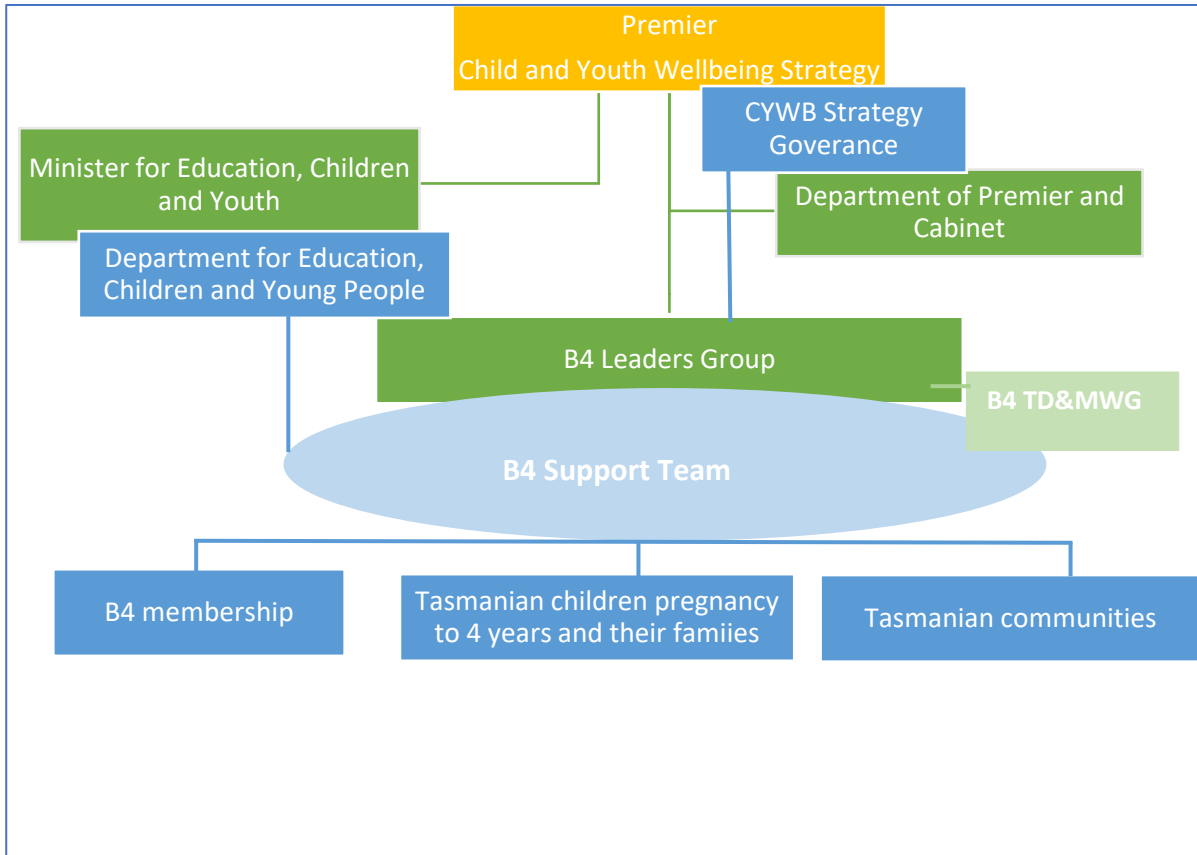 Premier
Child and Youth Wellbeing Strategy
CYWB Strategy
Goverance
Minister for Education, Children
and Youth
Department of Premier and
Cabinet
Department for Education,
Children and Young People
B4 Leaders Group
B4 TD&MWG
B4 Support Team
B4 membership
Tasmanian children pregnancy
to 4 years and their famiies
Tasmanian communities